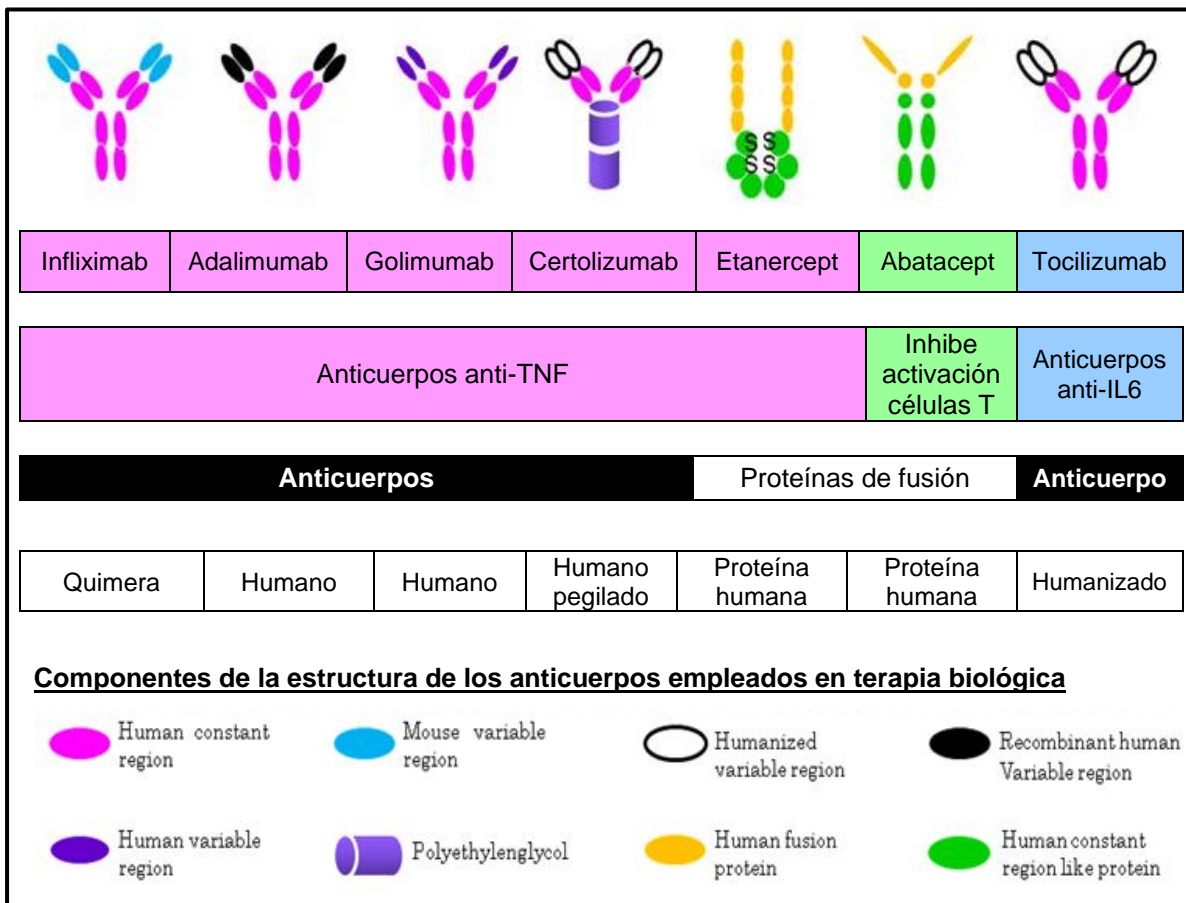 S S
S S
Infliximab Adalimumab Golimumab Certolizumab Etanercept Abatacept Tocilizumab
Anticuerpos anti-TNF
Inhibe
activación
células T
Anticuerpos
anti-IL6
Anticuerpos Proteínas de fusión Anticuerpo
Quimera
Humano
Humano
Humano
pegilado
Proteína
humana
Proteína
humana
Humanizado
Componentes de la estructura de los anticuerpos empleados en terapia biológica
Human constant
region
Mouse variable
region
Humanized
variable region
Recombinant human
Variable region
Human variable
region
Polyethylenglycol
Human fusion
protein
Human constant
region like protein